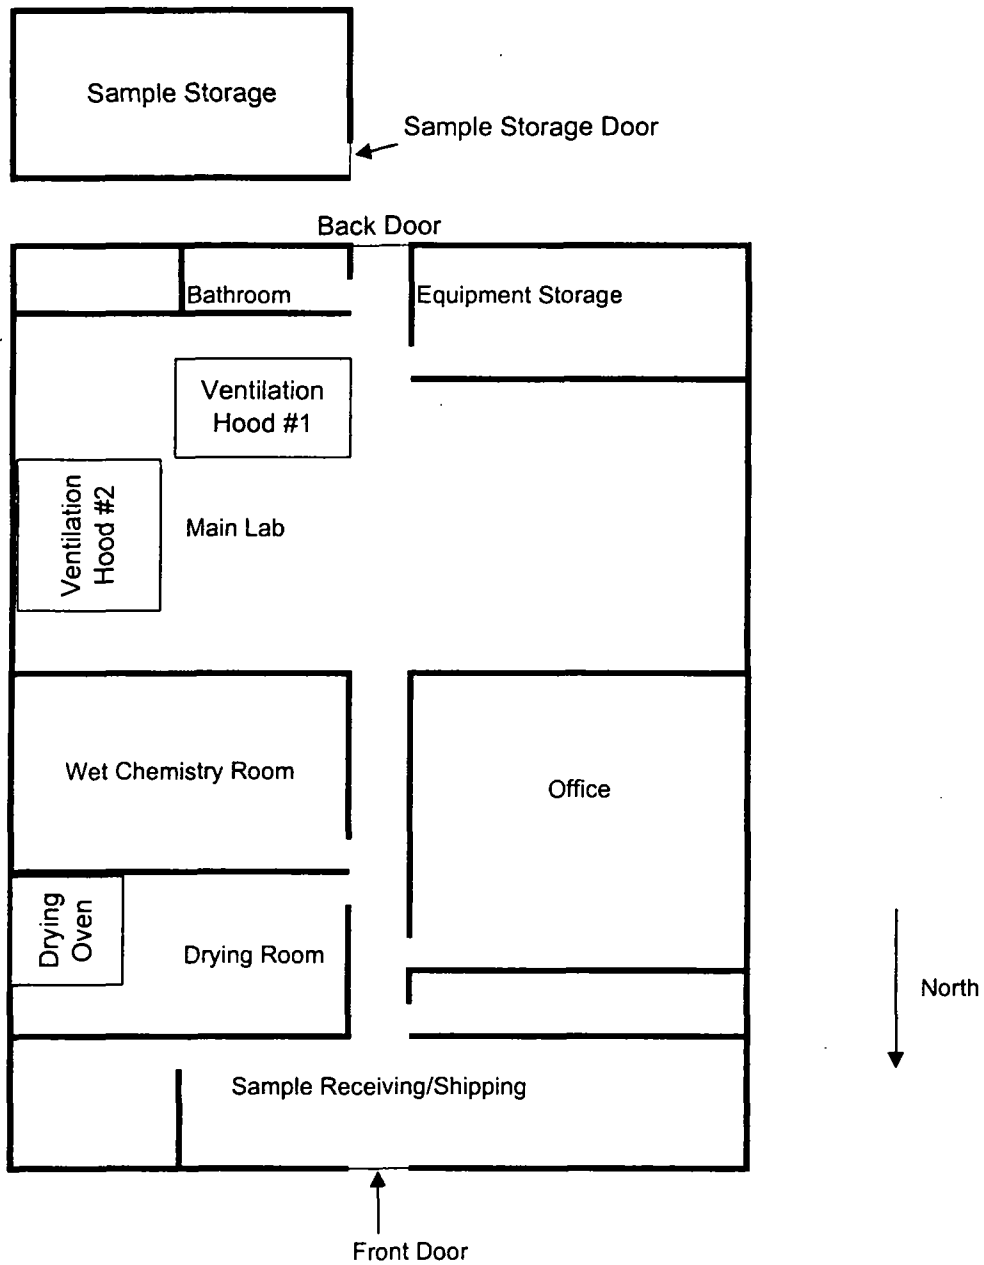 Sample Storage
Sample Storage Door
Back Door
Bathroom
Equipment Storage
Ventilation
Hood #1
Ventilation
Hood #2
Main Lab
Wet Chemistry Room
Office
Drying
Oven
Drying Room
North
Sample Receiving/Shipping
Front Door